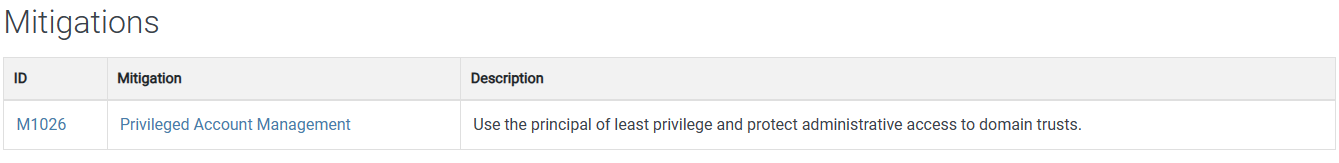 Mitigations
ID Mitigation Description
M1026 Privileged Account Management Use the principal of least privilege and protect administrative access to domain trusts.